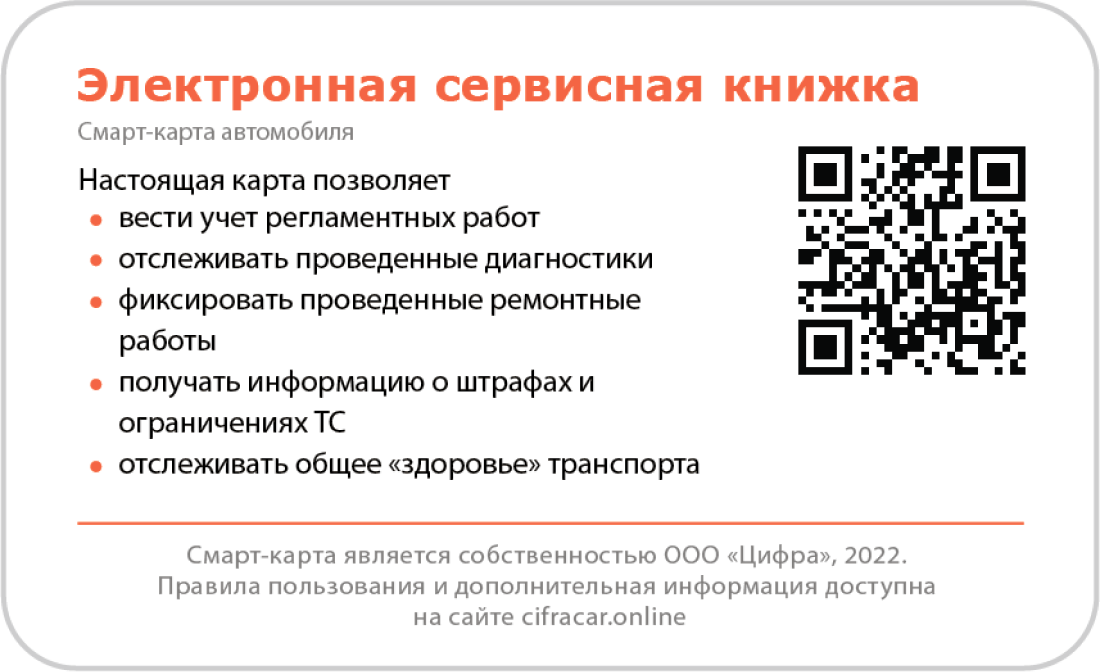 Электронная сервисная книжка
Смарт-карта автомобиля
Настоящая карта позволяет
• вести учет регламентных работ
• отслеживать проведенные диагностики
• фиксировать проведенные ремонтные
работы
• получать информацию о штрафах и
ограничениях ТС
• отслеживать общее «здоровье» транспорта
Смарт-карта является собственностью ООО «Цифра», 2022.
Правила пользования и дополнительная информация доступна
на сайте cifracar.online